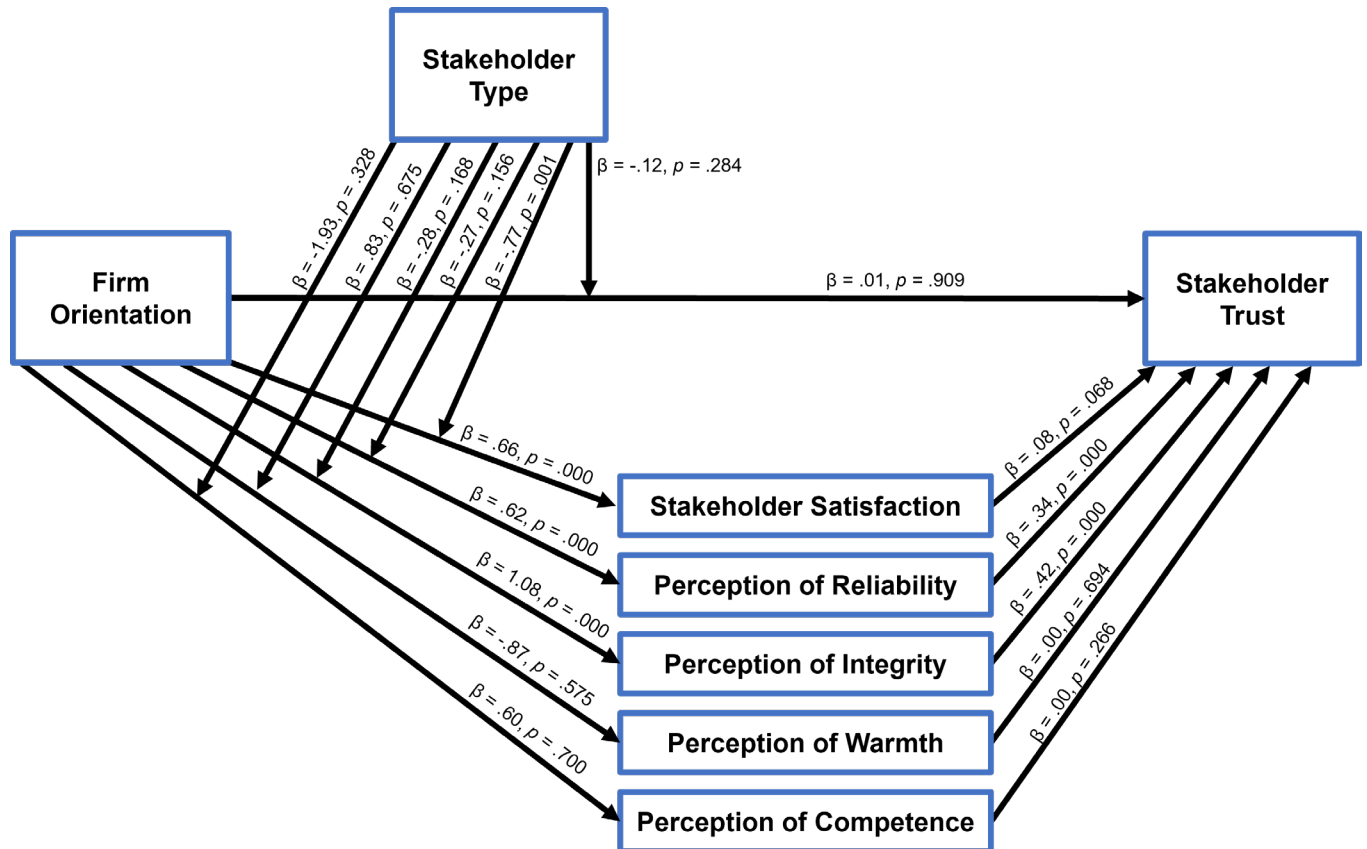 Stakeholder
Type
β = -1.93, p = .328
β = .83, p = .675
β = -.28, p = .168
β = -.27, p = .156
β = -.77, p = .001
β = -.12, p = .284
Firm
Orientation
β = .01, p = .909
Stakeholder
Trust
β = .66, p = .000
β = .62, p = .000
β = 1.08, p = .000
β = -.87, p = .575
β = .60, p = .700
Stakeholder Satisfaction
Perception of Reliability
Perception of Integrity
Perception of Warmth
Perception of Competence
β = .08, p = .068
β = .34, p = .000
β = .42, p = .000
β = .00, p = .694
β = .00, p = .266